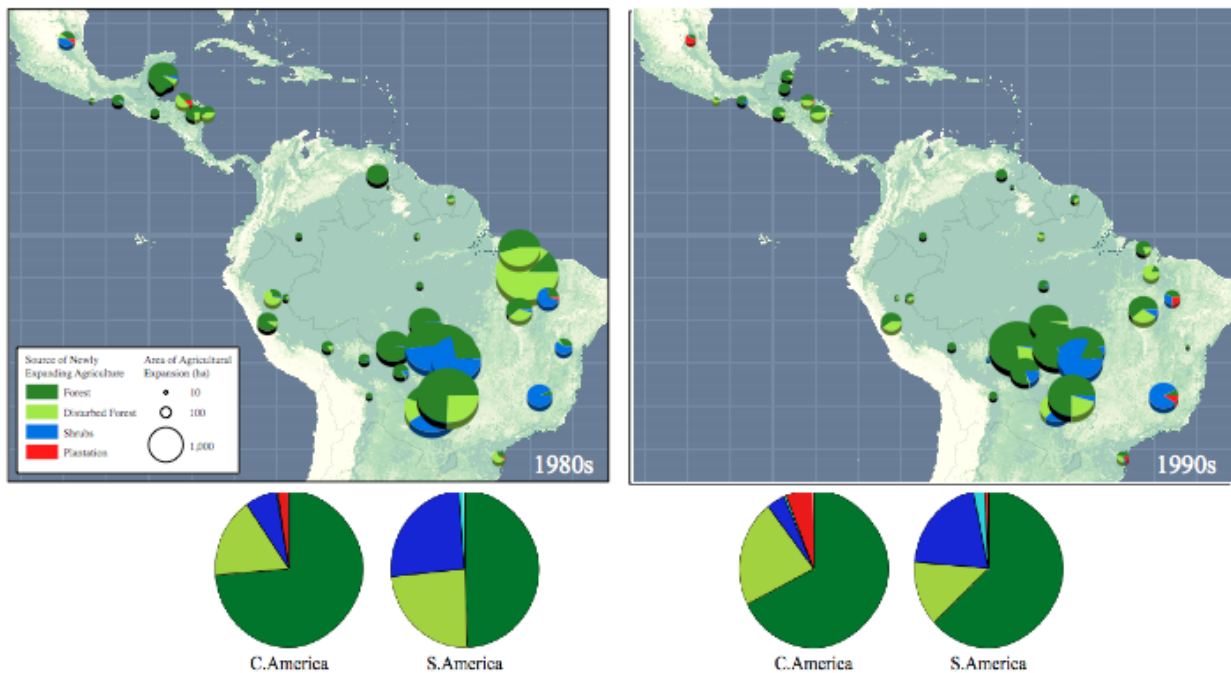 Source of Newly
Expanding Agriculture
Forest
Disturbed Forest
Shrubs
Plantation
Area of Agricultural
Expansion (ha)
10
100
1,000
1980s
1990s
C.America
S.America
C.America
S.America